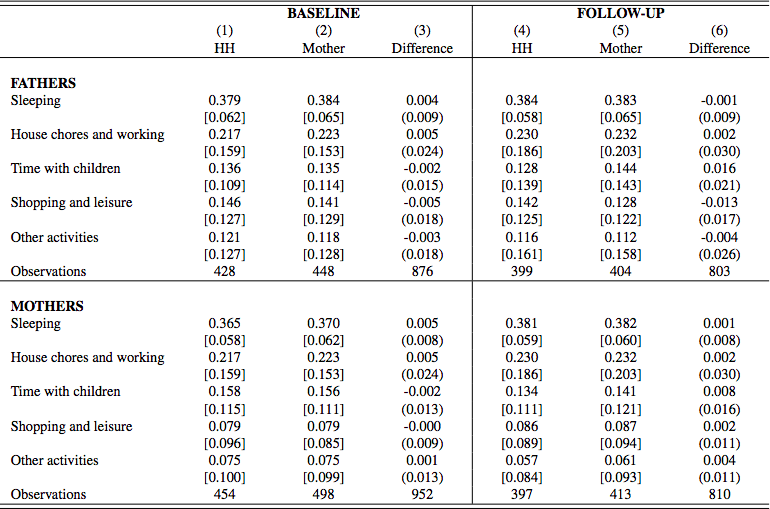 BASELINE FOLLOW-UP
(1) (2) (3) (4) (5) (6)
HH Mother Difference HH Mother Difference
FATHERS
Sleeping 0.379 0.384 0.004 0.384 0.383 -0.001
[0.062] [0.065] (0.009) [0.058] [0.065] (0.009)
House chores and working 0.217 0.223 0.005 0.230 0.232 0.002
[0.159] [0.153] (0.024) [0.186] [0.203] (0.030)
Time with children 0.136 0.135 -0.002 0.128 0.144 0.016
[0.109] [0.114] (0.015) [0.139] [0.143] (0.021)
Shopping and leisure 0.146 0.141 -0.005 0.142 0.128 -0.013
[0.127] [0.129] (0.018) [0.125] [0.122] (0.017)
Other activities 0.121 0.118 -0.003 0.116 0.112 -0.004
[0.127] [0.128] (0.018) [0.161] [0.158] (0.026)
Observations 428 448 876 399 404 803
MOTHERS
Sleeping 0.365 0.370 0.005 0.381 0.382 0.001
[0.058] [0.062] (0.008) [0.059] [0.060] (0.008)
House chores and working 0.217 0.223 0.005 0.230 0.232 0.002
[0.159] [0.153] (0.024) [0.186] [0.203] (0.030)
Time with children 0.158 0.156 -0.002 0.134 0.141 0.008
[0.115] [0.111] (0.013) [0.111] [0.121] (0.016)
Shopping and leisure 0.079 0.079 -0.000 0.086 0.087 0.002
[0.096] [0.085] (0.009) [0.089] [0.094] (0.011)
Other activities 0.075 0.075 0.001 0.057 0.061 0.004
[0.100] [0.099] (0.013) [0.084] [0.093] (0.011)
Observations 454 498 952 397 413 810